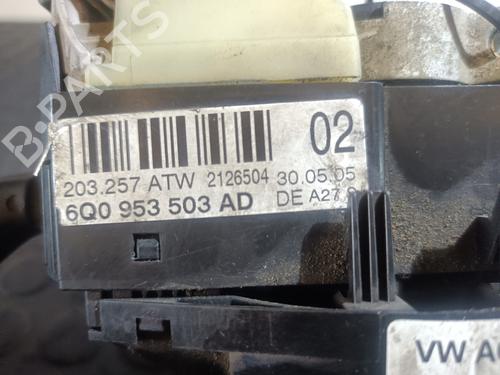 B-PARTS
02
203.257 ATW 2126504 30.05.05
6Q0 953 503 AD DE A27
VW